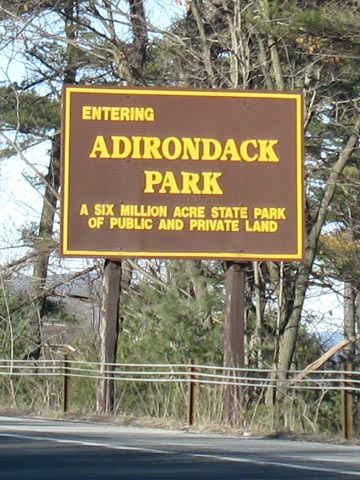 ENTERING
ADIRONDACK
PARK
A SIX MILLION ACRE STATE PARK
OF PUBLIC AND PRIVATE LAND